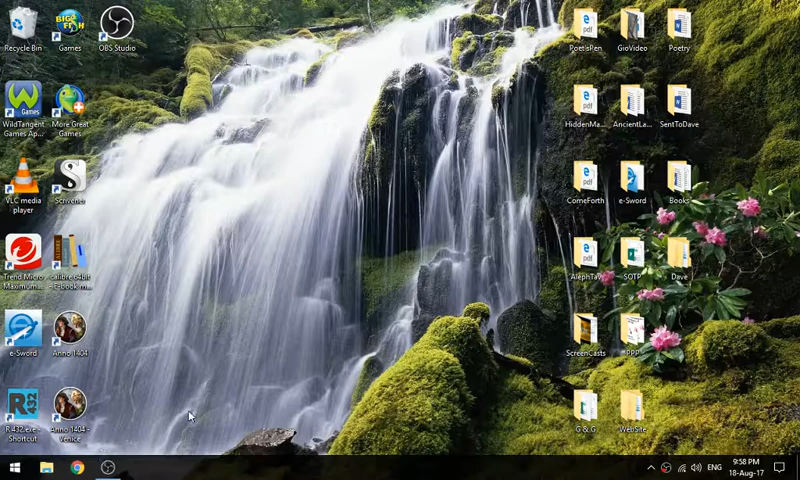 Recycle Bin
Games
OBS Studio
WildTangent
Games Ap...
More Great
Games
VLC media
player
Scrivener
Trend Micro
Maximum...
calibre 64bit
- E-book m...
e-Sword
Anno 1404
R432.exe -
Shortcut
Anno 1404 -
Venice
PoetsPen
GioVideo
Poetry
HiddenMa...
AncientLa...
SentToDave
ComeForth
e-Sword
Books
AlephTav
SOTP
Dave
ScreenCasts
PPP
G & G
WebSite
ENG
9:58 PM
18-Aug-17